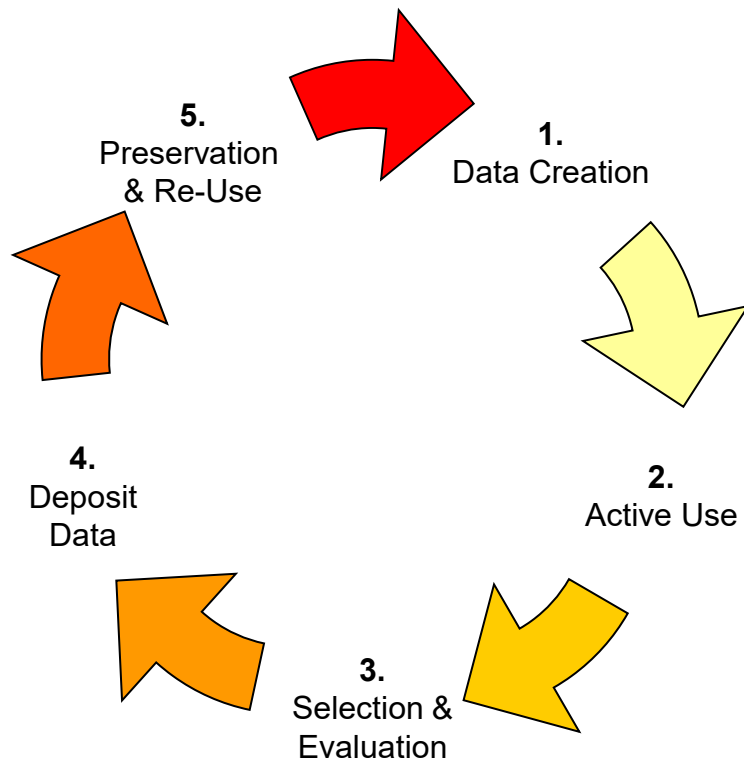 1.
Data Creation
2.
Active Use
3.
Selection &
Evaluation
4.
Deposit
Data
5.
Preservation
& Re-Use